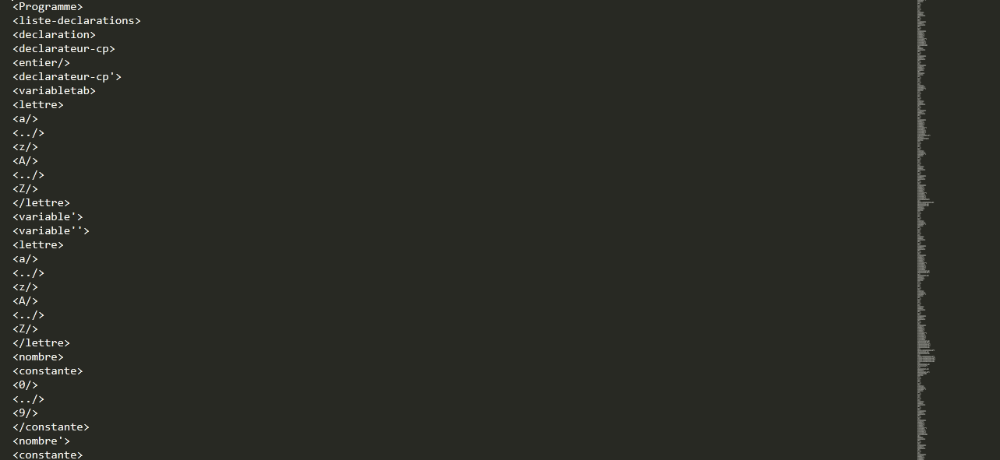 <Programme>
<liste-declarations>
<declaration>
<declarateur-cp>
<entier/>
<declarateur-cp'>
<variabletab>
<lettre>
<a/>
<../>
<z/>
<A/>
<../>
<Z/>
</lettre>
<variable'>
<variable''>
<lettre>
<a/>
<../>
<z/>
<A/>
<../>
<Z/>
</lettre>
<nombre>
<constante>
<0/>
<../>
<9/>
</constante>
<nombre'>
<constante>